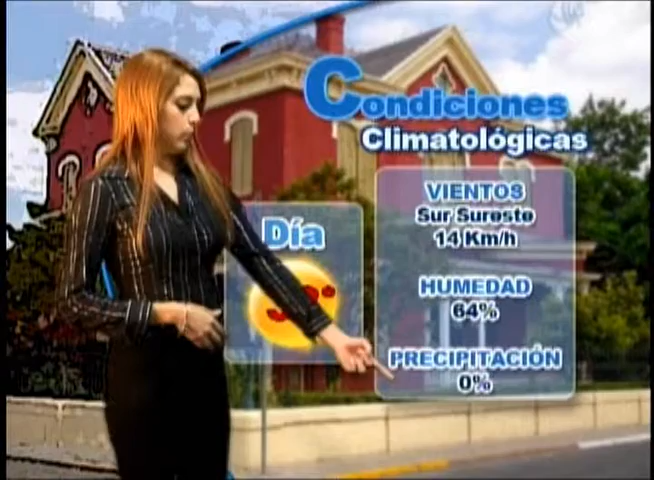 Condiciones
Climatológicas
Día
VIENTOS
Sur Sureste
14 Km/h
HUMEDAD
64%
PRECIPITACIÓN
0%